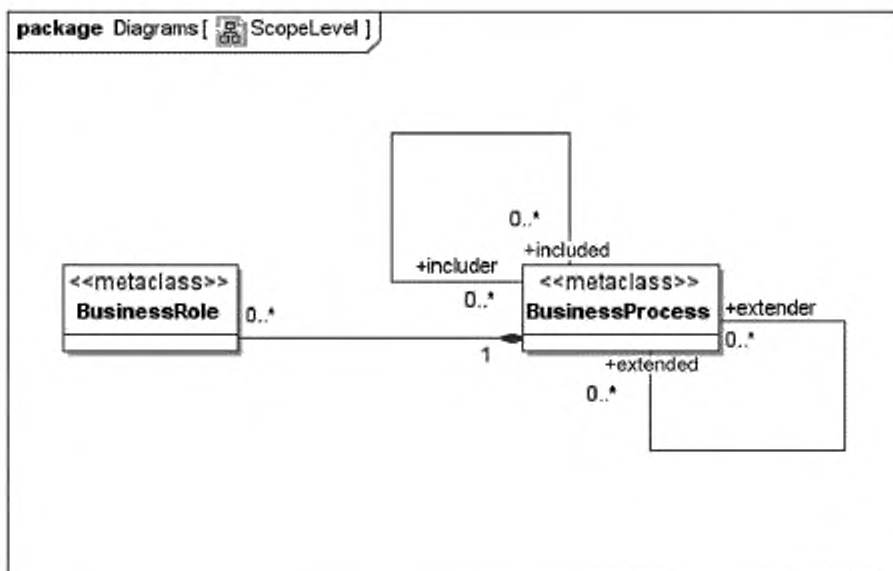 package Diagrams[ ScopeLevel ]
0..*
+included
+includer
0..*
<<metaclass>>
BusinessRole
0..*
<<metaclass>>
BusinessProcess
+extender
0..*
1
+extended
0..*